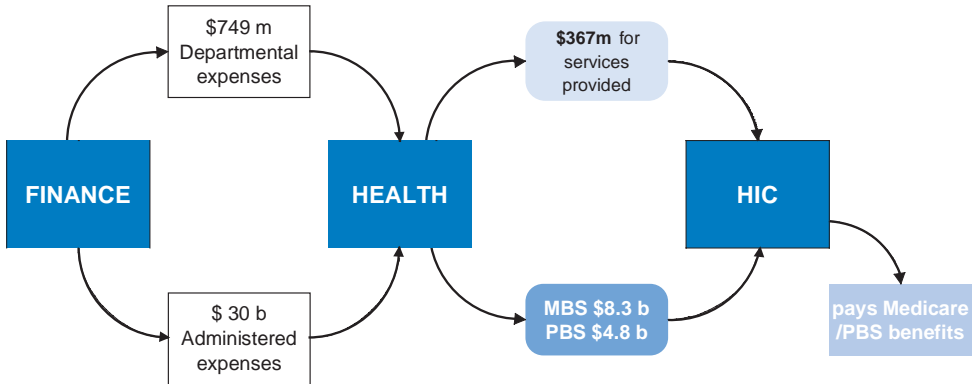 $749 m
Departmental
expenses
$367m for
services
provided
FINANCE
HEALTH
HIC
$ 30 b
Administered
expenses
MBS $8.3 b
PBS $4.8 b
pays Medicare
/PBS benefits